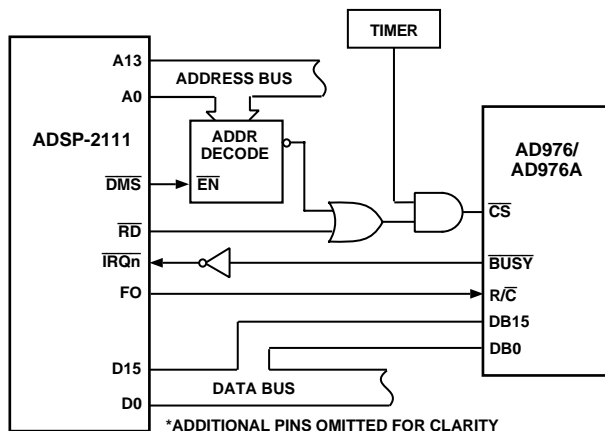 TIMER
A13
ADDRESS BUS
A0
ADSP-2111
ADDR
DECODE
AD976/
AD976A
DMS
EN
CS
RD
IRQn
BUSY
FO
R/C
DB15
DB0
D15
DATA BUS
D0
*ADDITIONAL PINS OMITTED FOR CLARITY